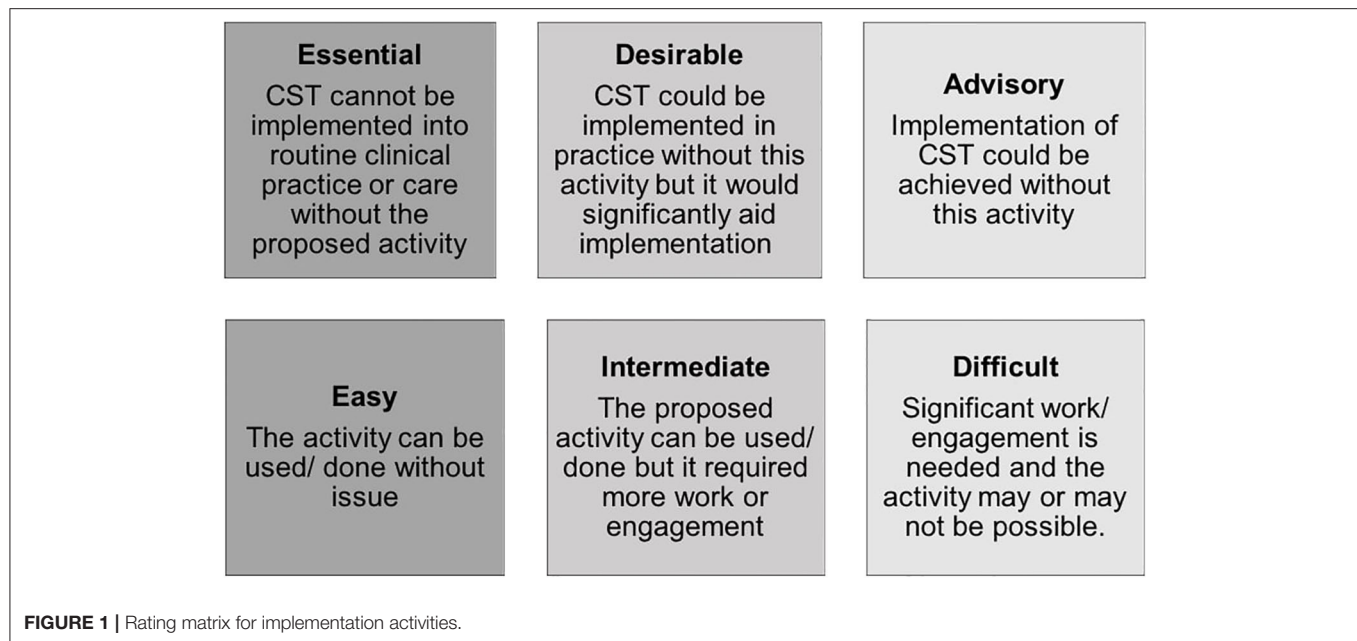 Essential
CST cannot be
implemented into
routine clinical
practice or care
without the
proposed activity
Desirable
CST could be
implemented in
practice without this
activity but it would
significantly aid
implementation
Advisory
Implementation of
CST could be
achieved without
this activity
Easy
The activity can be
used/ done without
issue
Intermediate
The proposed
activity can be used/
done but it required
more work or
engagement
Difficult
Significant work/
engagement is
needed and the
activity may or may
not be possible.
FIGURE 1 | Rating matrix for implementation activities.